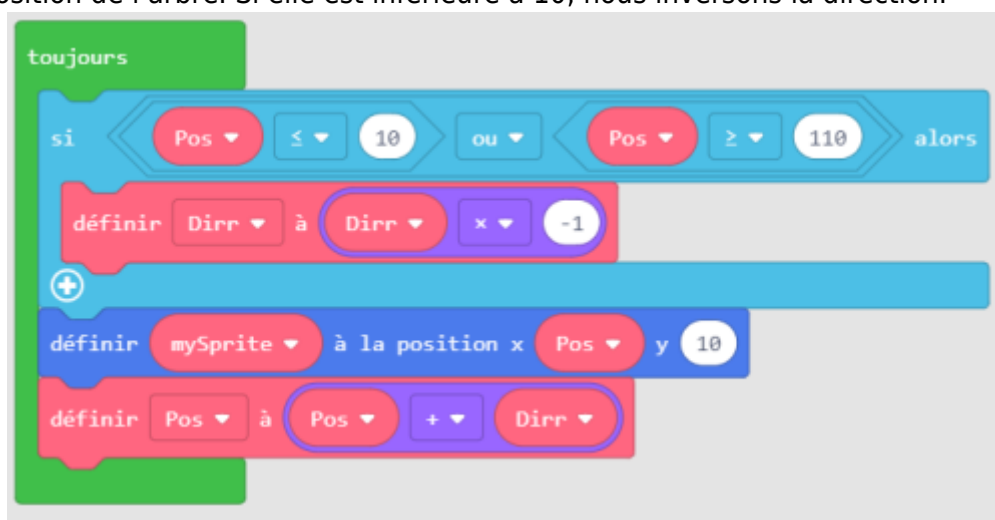 osition de l'arbre. Si elle est inférieure à 10, nous inversons la direction.
toujours
si Pos ≤ 10 ou Pos ≥ 110 alors
définir Dirr à Dirr x -1
définir mySprite à la position x Pos y 10
définir Pos à Pos + Dirr